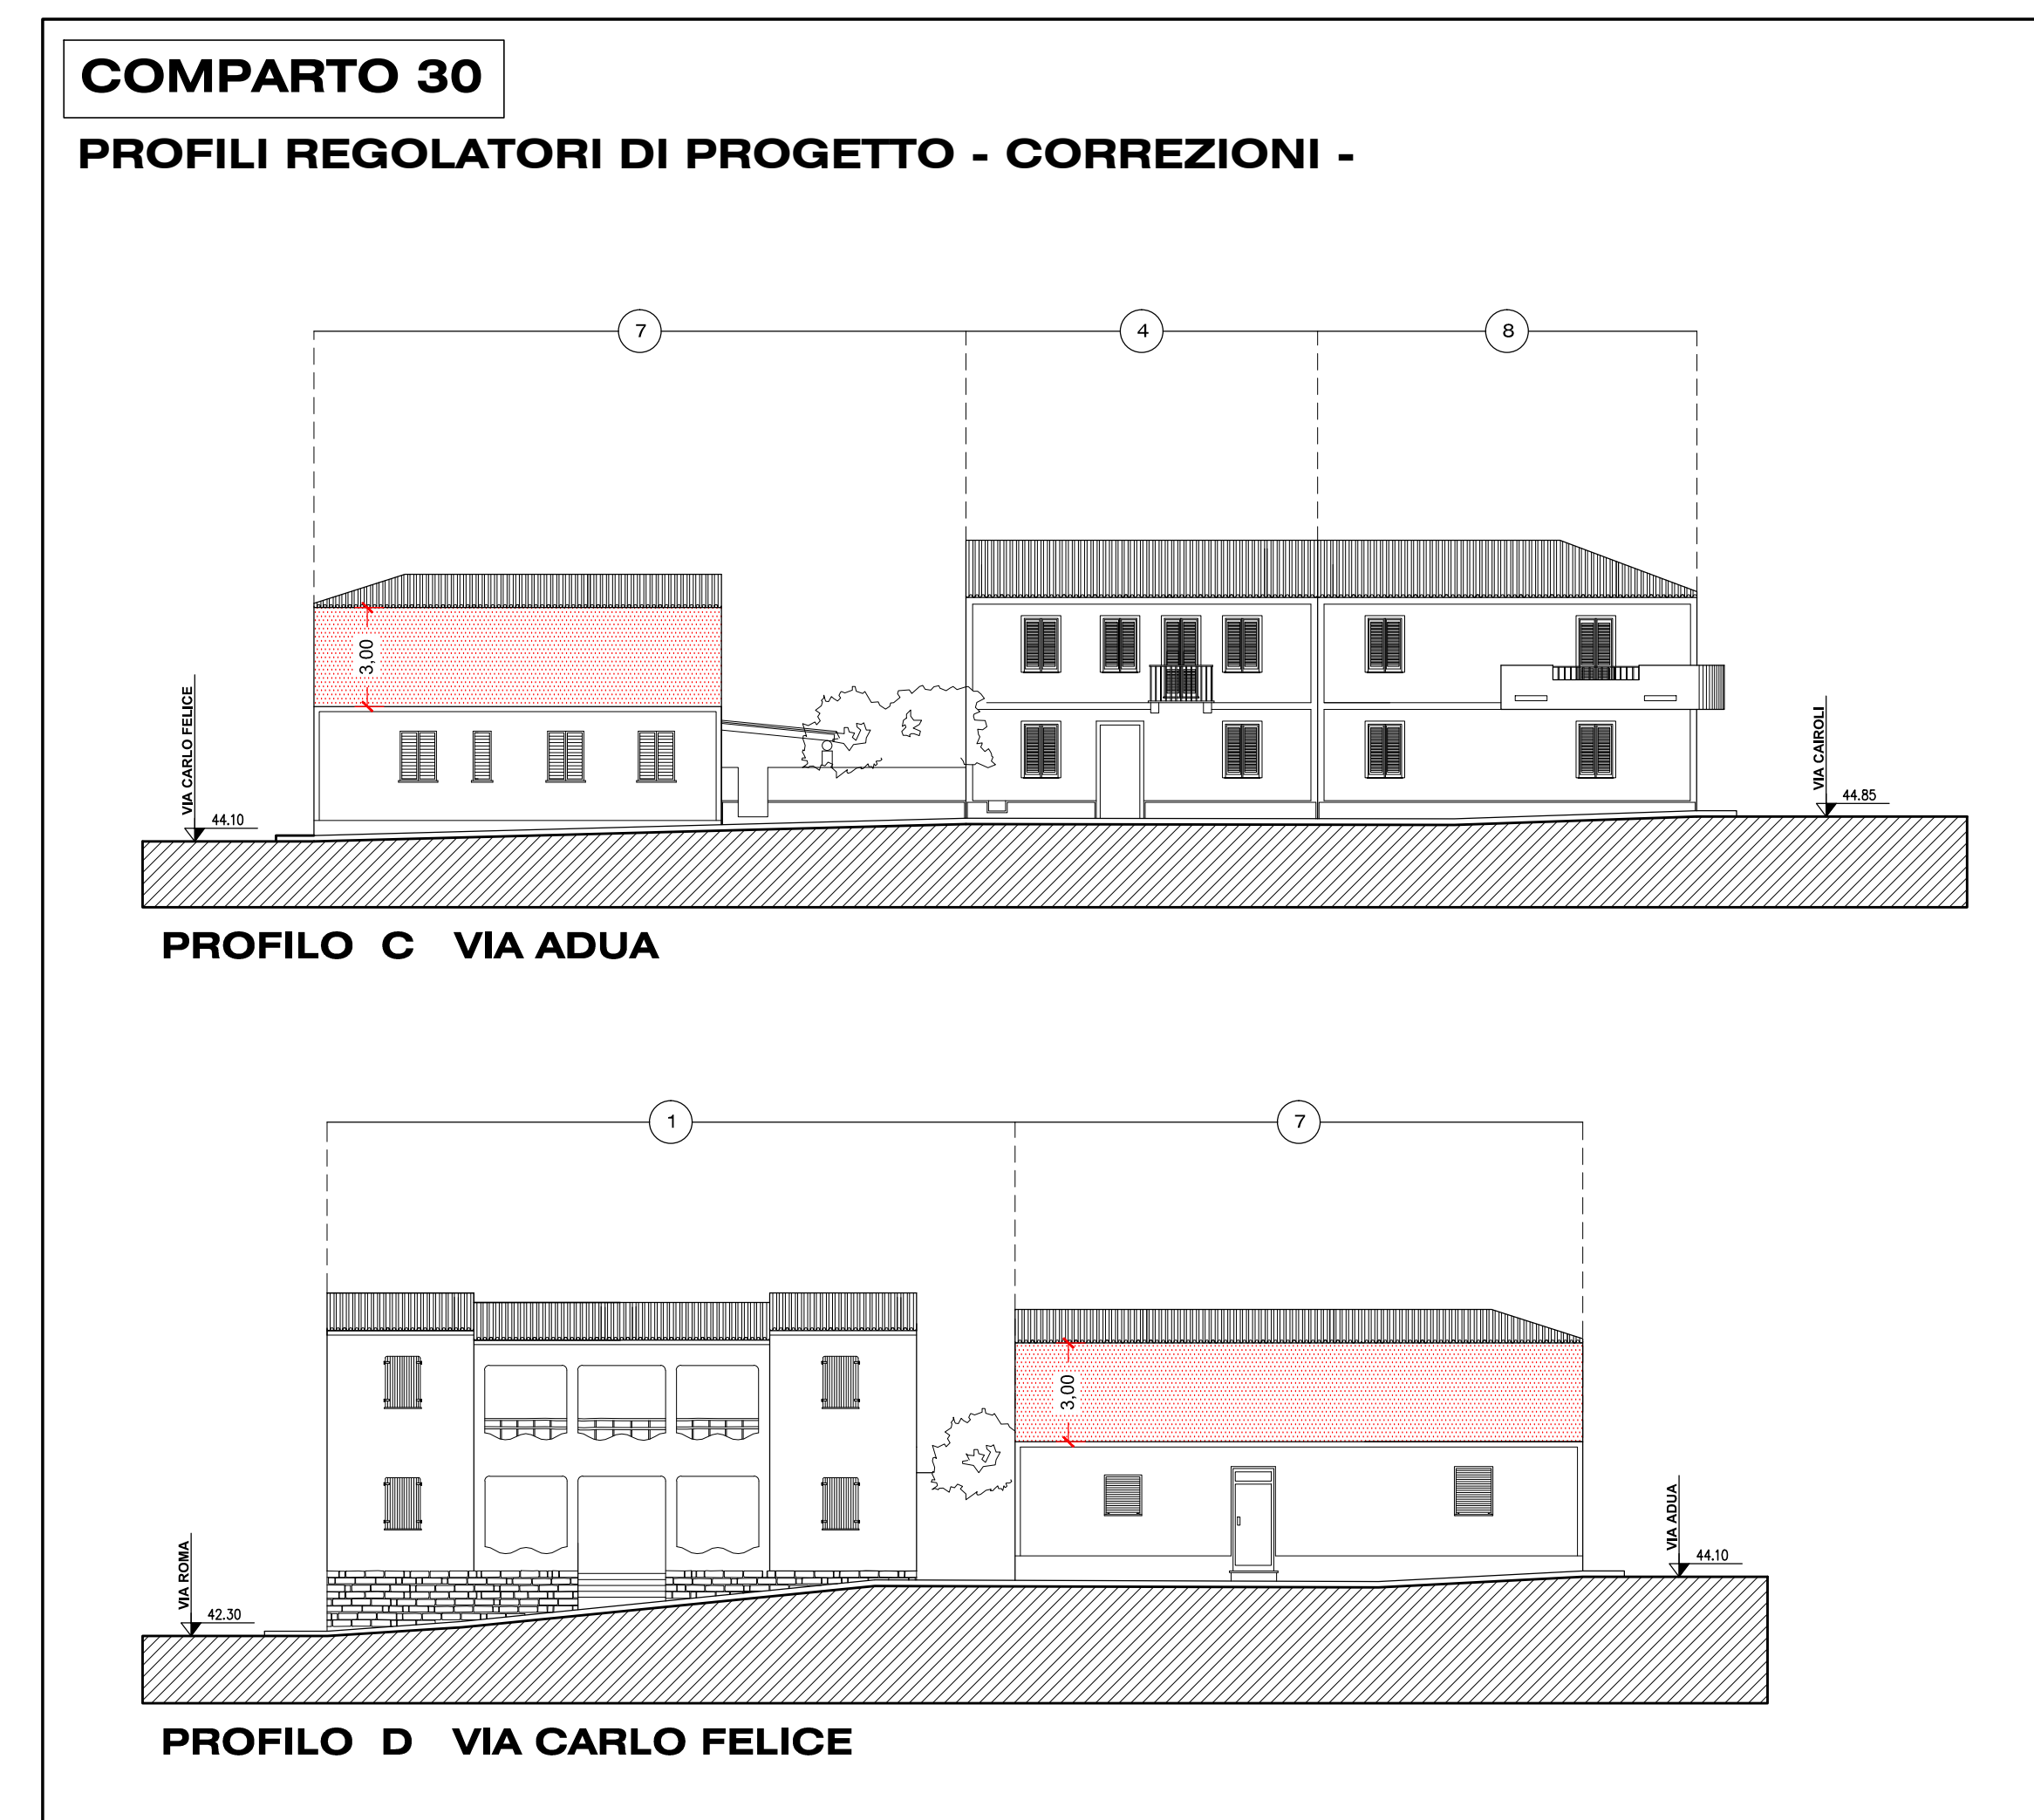 COMPARTO 30
PROFILI REGOLATORI DI PROGETTO - CORREZIONI -
7
4
8
3,00
VIA CARLO FELICE
44.10
VIA CAIROLI
44.85
PROFILO C VIA ADUA
1
7
3,00
VIA ROMA
42.30
VIA ADUA
44.10
PROFILO D VIA CARLO FELICE